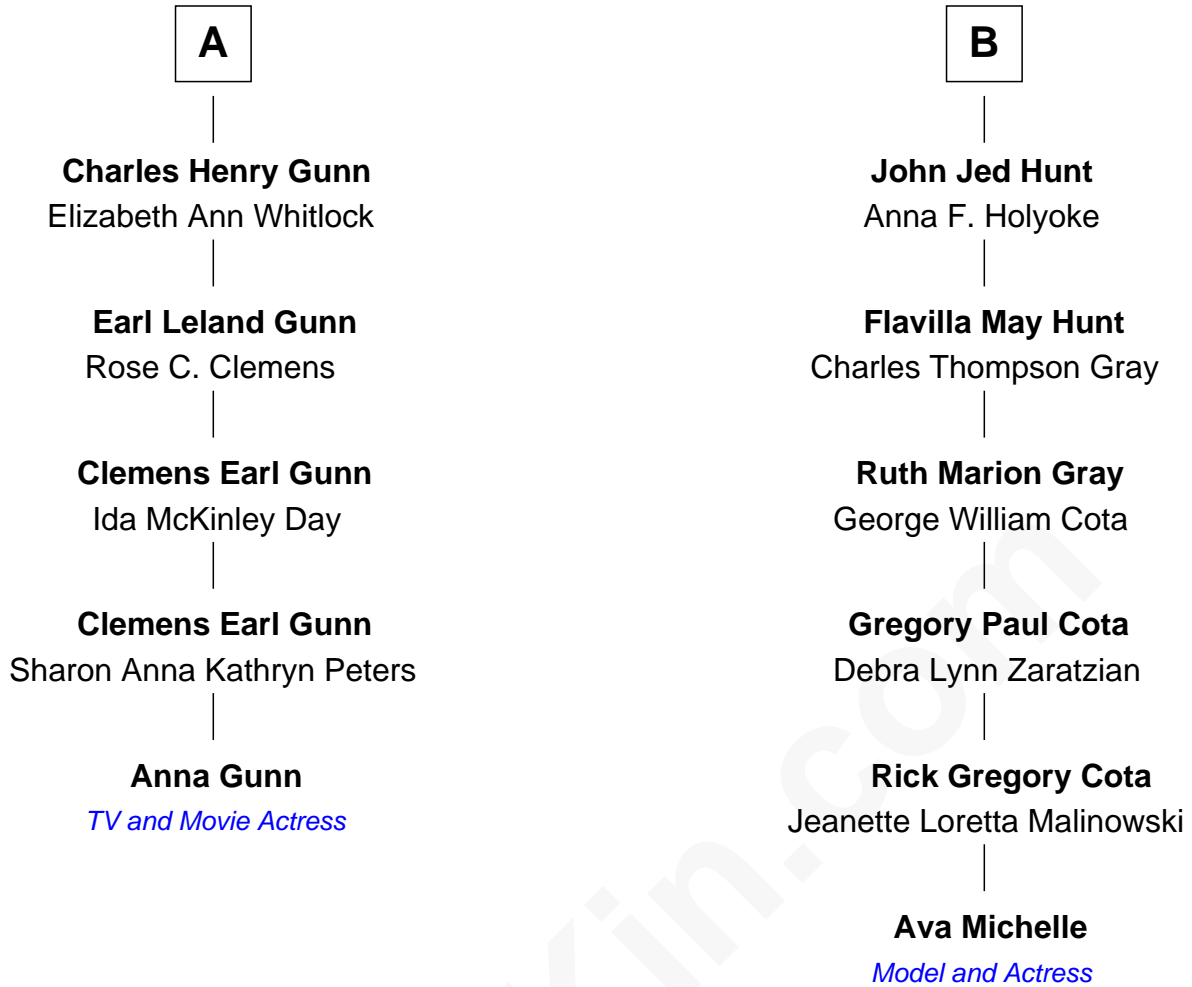 A
Charles Henry Gunn
Elizabeth Ann Whitlock
Earl Leland Gunn
Rose C. Clemens
Clemens Earl Gunn
Ida McKinley Day
Clemens Earl Gunn
Sharon Anna Kathryn Peters
Anna Gunn
TV and Movie Actress
B
John Jed Hunt
Anna F. Holyoke
Flavilla May Hunt
Charles Thompson Gray
Ruth Marion Gray
George William Cota
Gregory Paul Cota
Debra Lynn Zaratzian
Rick Gregory Cota
Jeanette Loretta Malinowski
Ava Michelle
Model and Actress
Kin.com